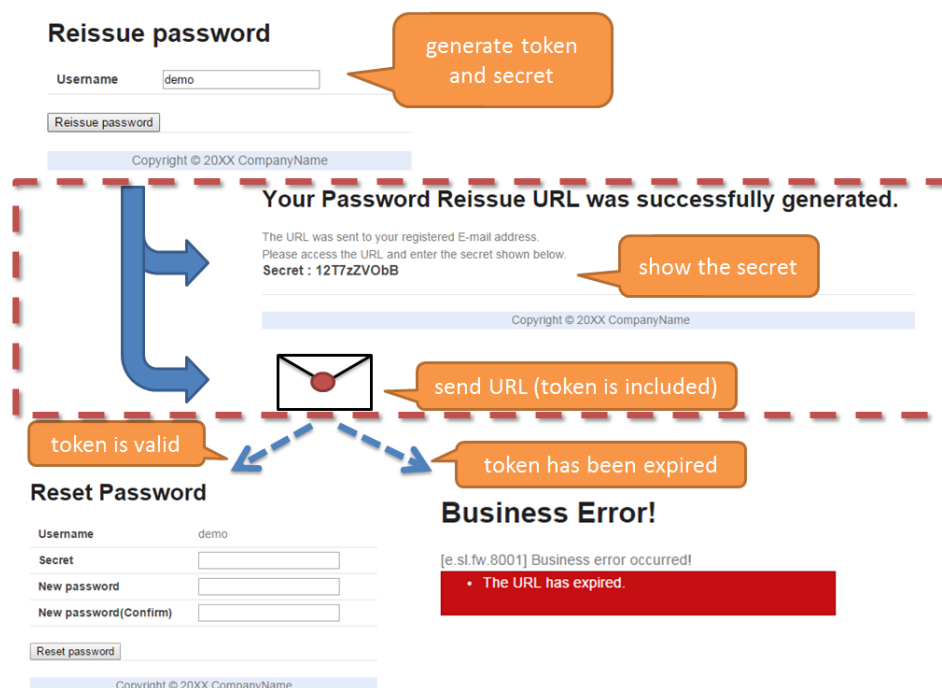 Reissue password
generate token
and secret
Username
demo
Reissue password
Copyright © 20XX CompanyName
Your Password Reissue URL was successfully generated.
The URL was sent to your registered E-mail address.
Please access the URL and enter the secret shown below.
Secret : 12T7zZVObB
show the secret
Copyright © 20XX CompanyName
send URL (token is included)
token is valid
token has been expired
Reset Password
Username
demo
Secret
New password
New password(Confirm)
Reset password
Copyright © 20XX CompanyName
Business Error!
[e.sl.fw.8001] Business error occurred!
• The URL has expired.